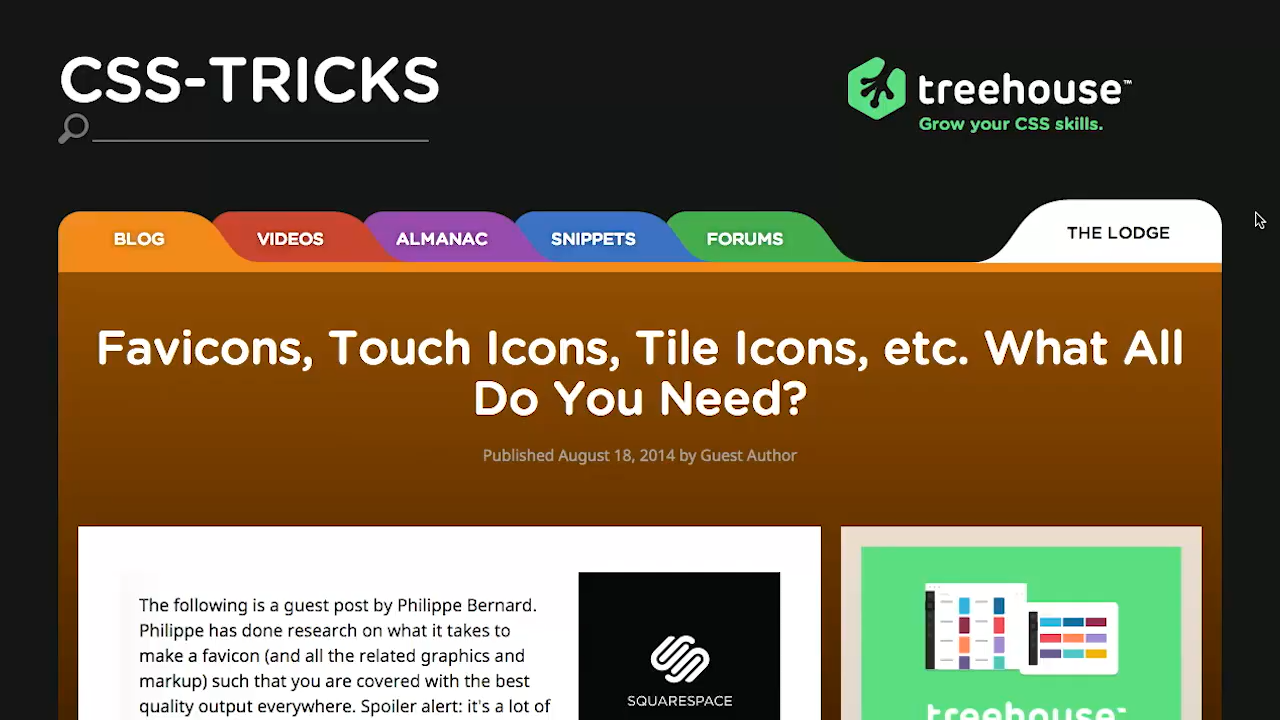 CSS-TRICKS
treehouse™
Grow your CSS skills.
BLOG
VIDEOS
ALMANAC
SNIPPETS
FORUMS
THE LODGE
Favicons, Touch Icons, Tile Icons, etc. What All
Do You Need?
Published August 18, 2014 by Guest Author
The following is a guest post by Philippe Bernard.
Philippe has done research on what it takes to
make a favicon (and all the related graphics and
markup) such that you are covered with the best
quality output everywhere. Spoiler alert: it's a lot of
SQUARESPACE
treehouse™